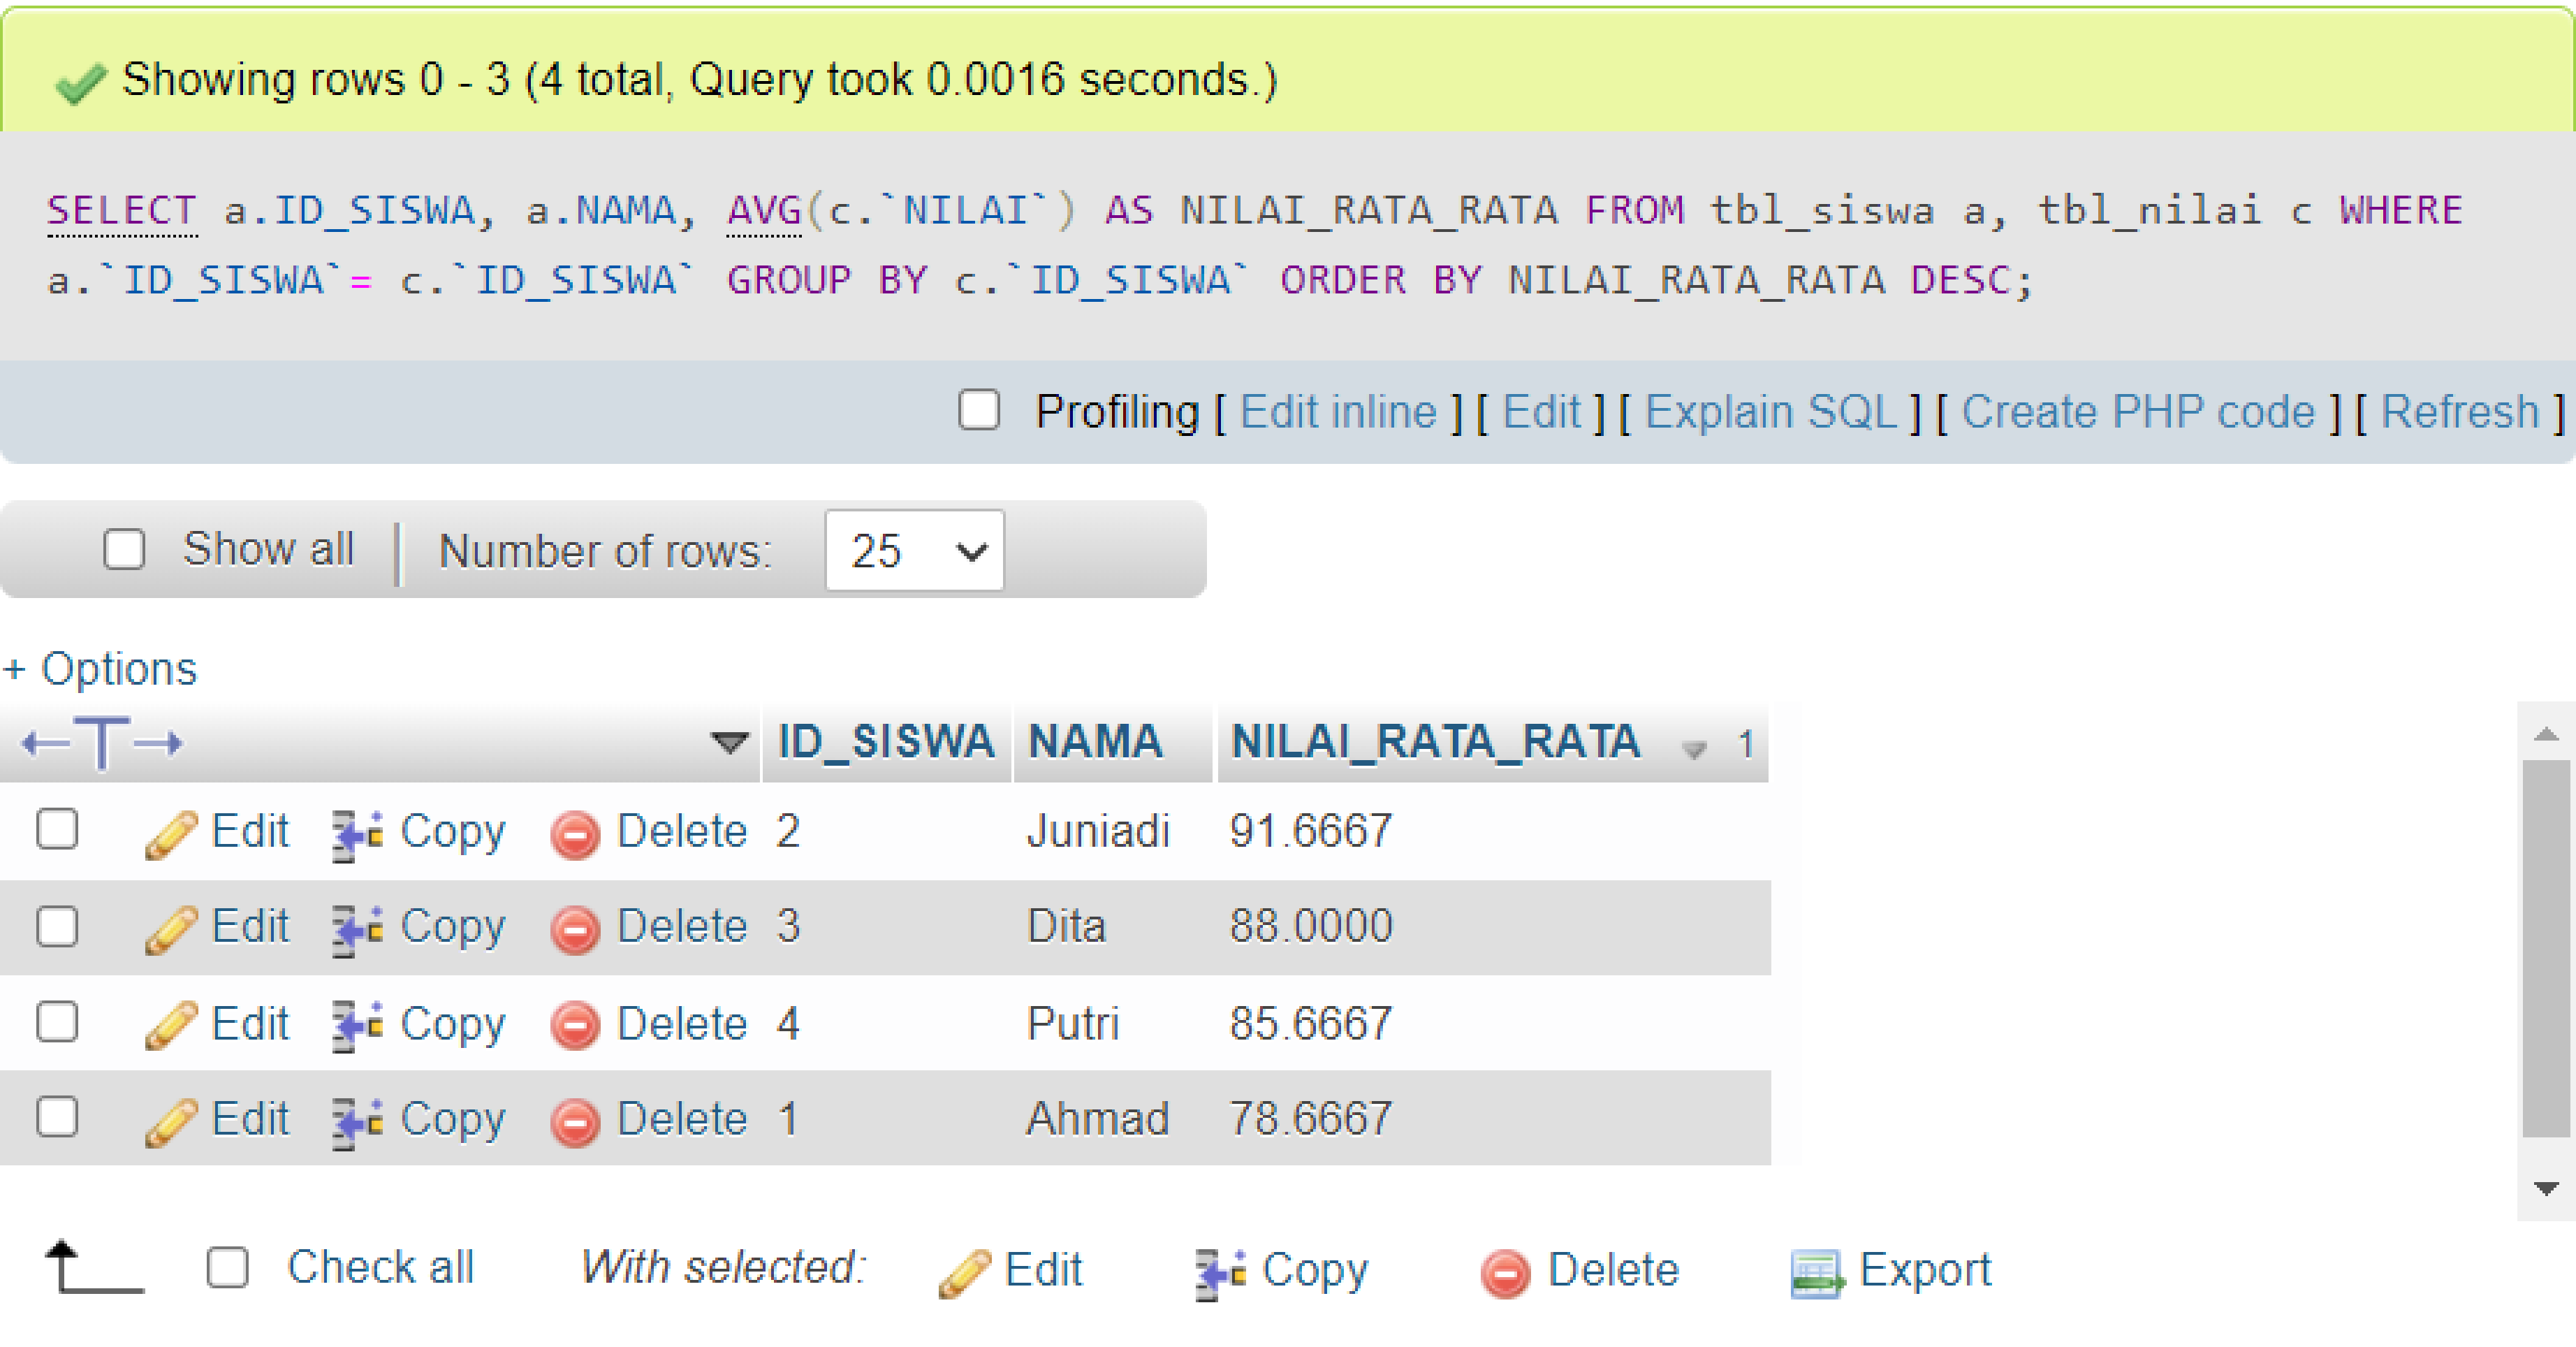 Showing rows 0 - 3 (4 total, Query took 0.0016 seconds.)
SELECT a.ID_SISWA, a.NAMA, AVG(c.`NILAI`) AS NILAI_RATA_RATA FROM tbl_siswa a, tbl_nilai c WHERE
a.`ID_SISWA`= c.`ID_SISWA` GROUP BY c.`ID_SISWA` ORDER BY NILAI_RATA_RATA DESC;
Profiling [ Edit inline ] [ Edit ] [ Explain SQL ] [ Create PHP code ] [ Refresh ]
Show all | Number of rows: 25
+ Options
←T→ ID_SISWA NAMA NILAI_RATA_RATA 1
Edit Copy Delete 2 Juniadi 91.6667
Edit Copy Delete 3 Dita 88.0000
Edit Copy Delete 4 Putri 85.6667
Edit Copy Delete 1 Ahmad 78.6667
Check all With selected: Edit Copy Delete Export